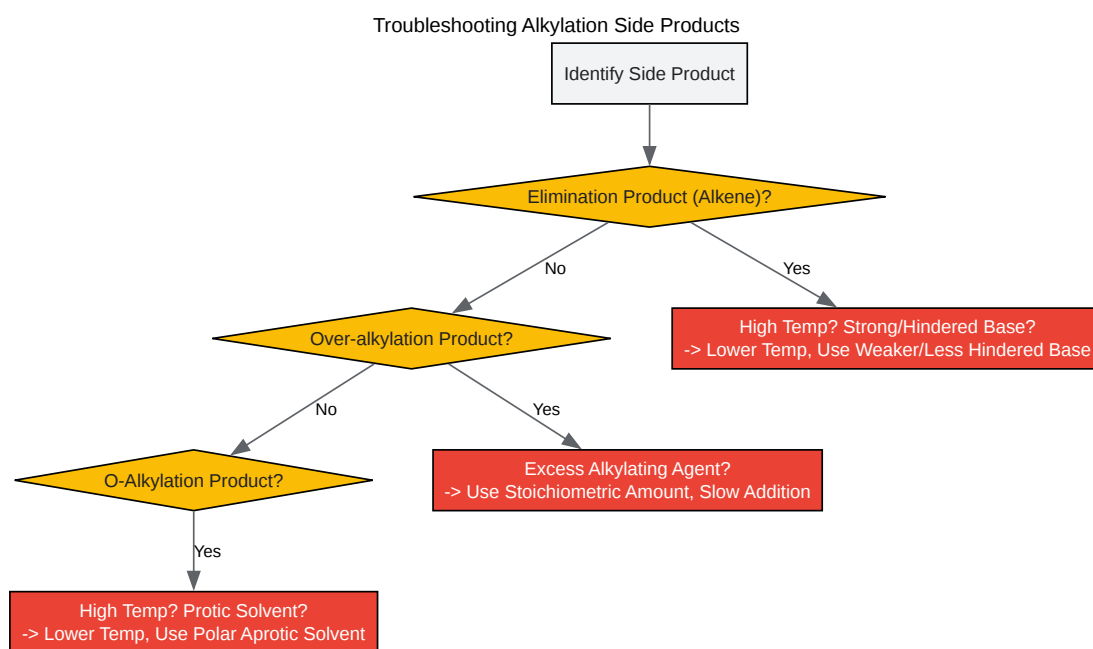 Troubleshooting Alkylation Side Products
Identify Side Product
Elimination Product (Alkene)?
No
Yes
Over-alkylation Product?
High Temp? Strong/Hindered Base?
-> Lower Temp, Use Weaker/Less Hindered Base
No
Yes
O-Alkylation Product?
Excess Alkylating Agent?
-> Use Stoichiometric Amount, Slow Addition
Yes
High Temp? Protic Solvent?
-> Lower Temp, Use Polar Aprotic Solvent